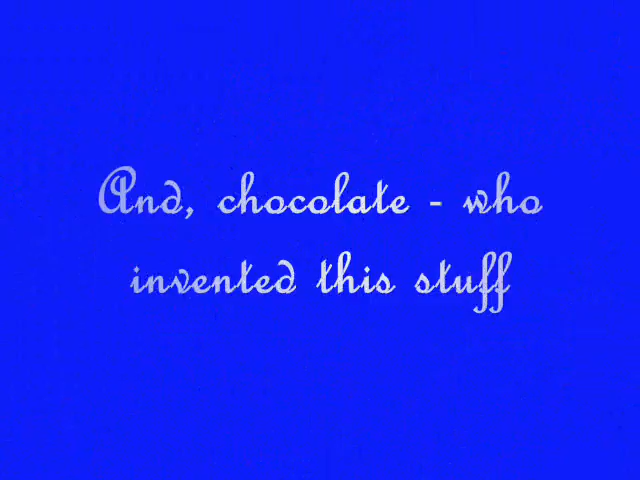 And, chocolate - who
invented this stuff